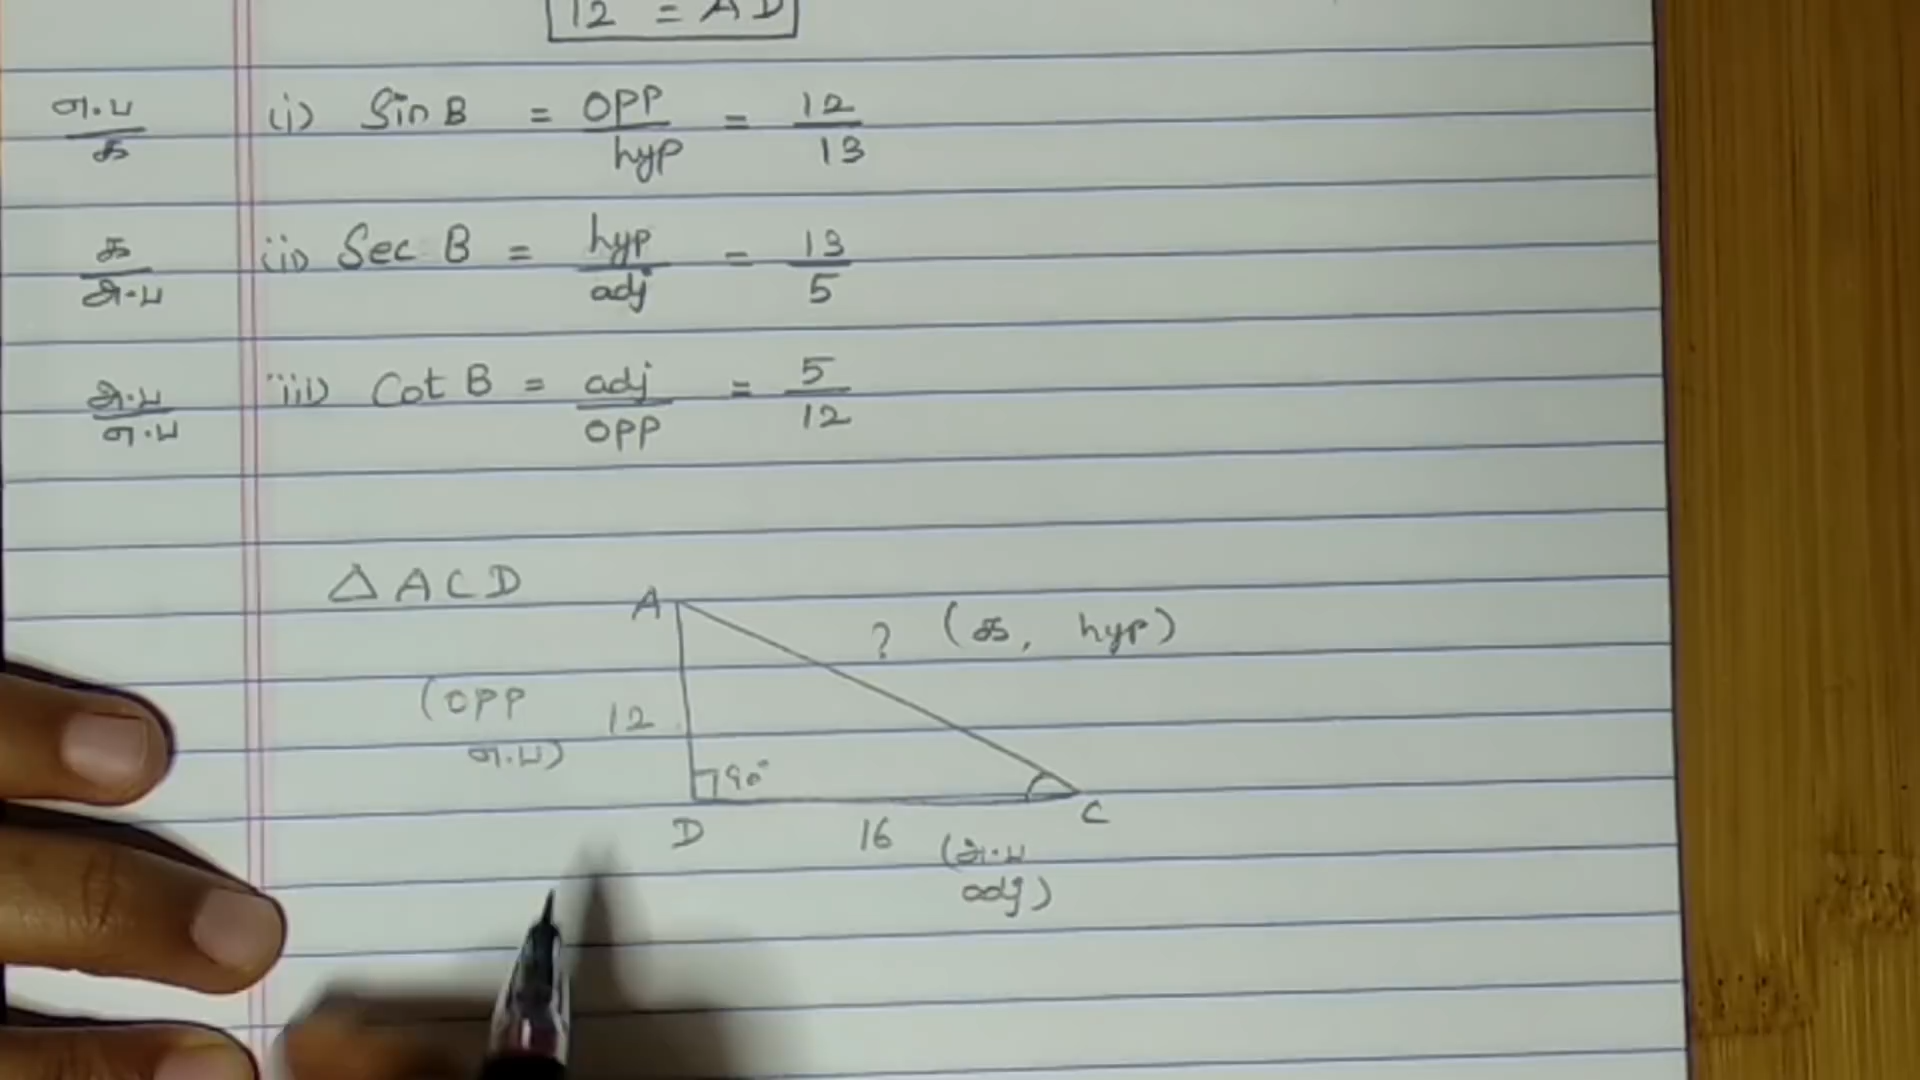 12 = AD
எ.ப/க (i) Sin B = opp/hyp = 12/13
க/அ.ப (ii) Sec B = hyp/adj = 13/5
அ.ப/எ.ப iii) Cot B = adj/opp = 5/12
△ ACD
A ? (க, hyp)
(opp 12
எ.ப)
90°
D 16 C
(அ.ப
adj)